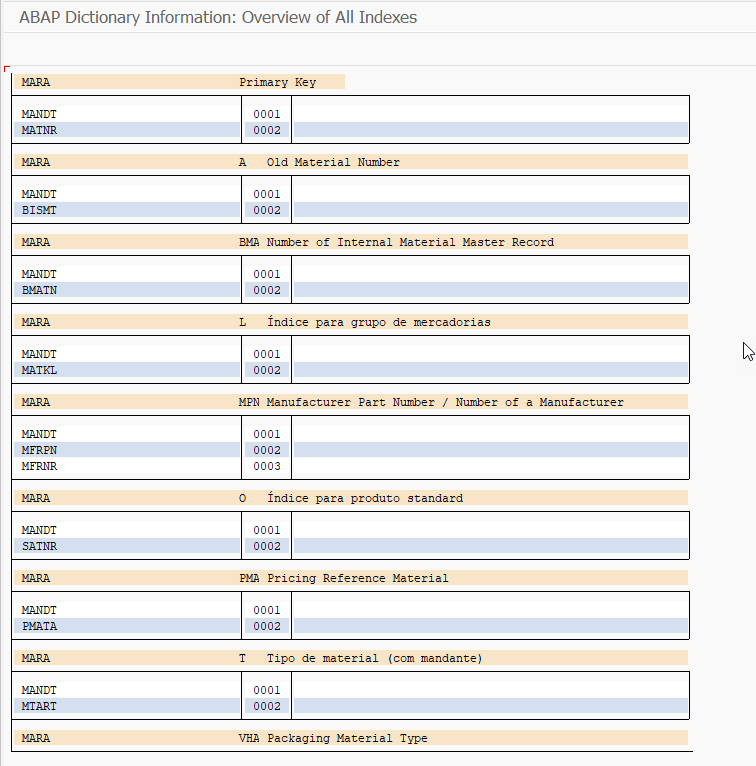 ABAP Dictionary Information: Overview of All Indexes
MARA Primary Key
MANDT 0001
MATNR 0002
MARA A Old Material Number
MANDT 0001
BISMT 0002
MARA BMA Number of Internal Material Master Record
MANDT 0001
BMATN 0002
MARA L Índice para grupo de mercadorias
MANDT 0001
MATKL 0002
MARA MPN Manufacturer Part Number / Number of a Manufacturer
MANDT 0001
MFRPN 0002
MFRNR 0003
MARA O Índice para produto standard
MANDT 0001
SATNR 0002
MARA PMA Pricing Reference Material
MANDT 0001
PMATA 0002
MARA T Tipo de material (com mandante)
MANDT 0001
MTART 0002
MARA VHA Packaging Material Type